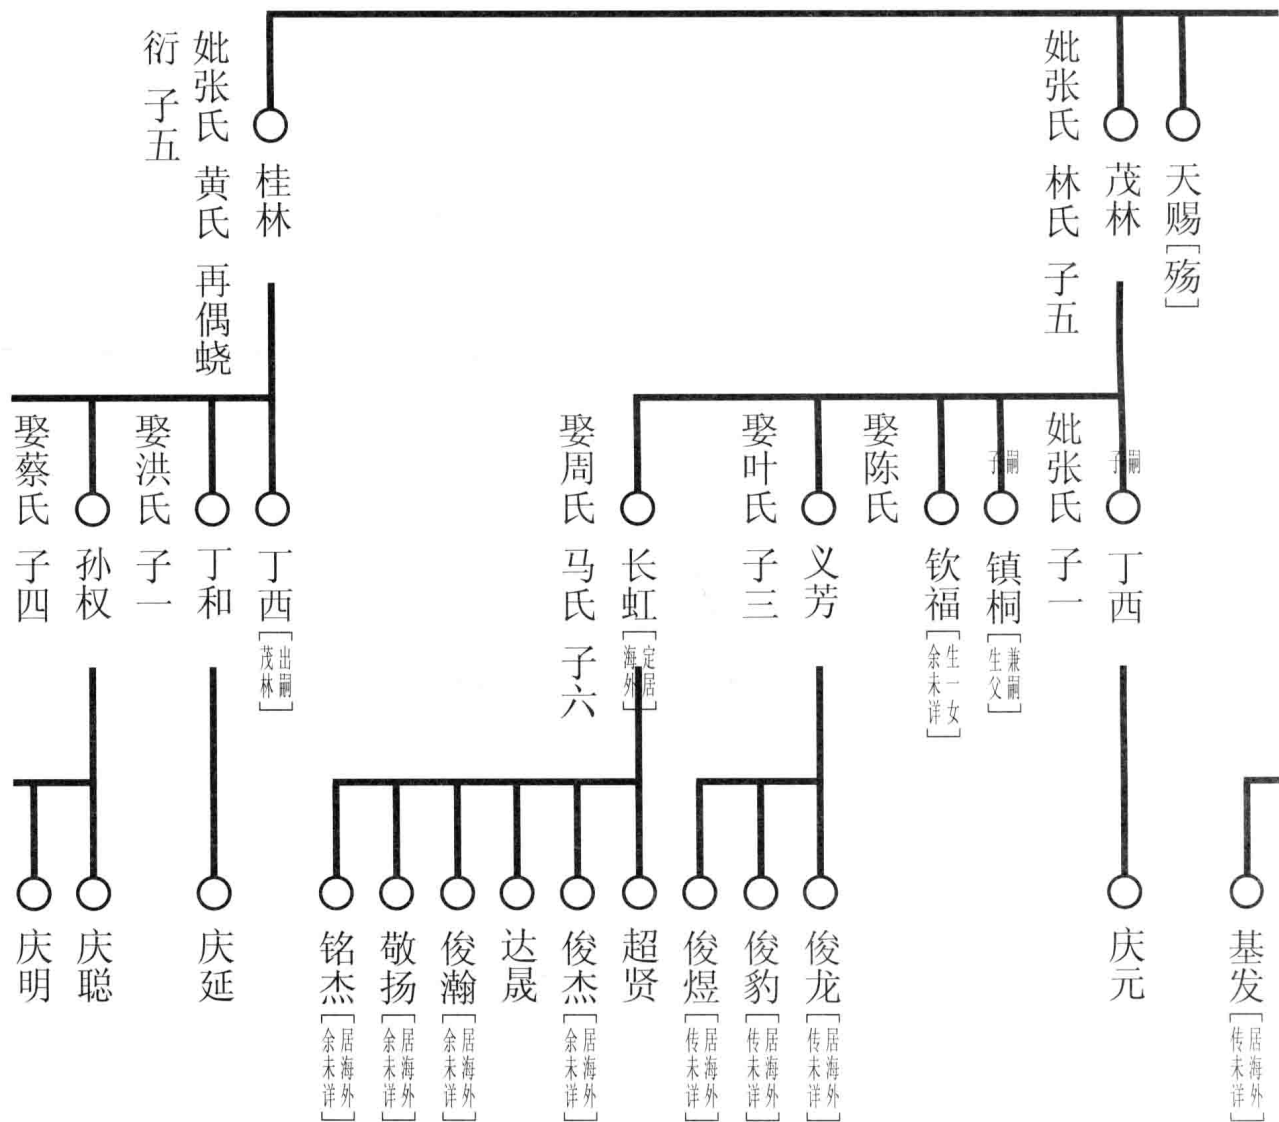 天赐[殇]
茂林
妣张氏 林氏 子五
桂林
妣张氏 黄氏 再偶蛲
衍 子五
嗣子
丁西
妣张氏 子一
嗣子
镇桐[兼嗣生父]
钦福[生一女余未详]
娶陈氏
义芳
娶叶氏 子三
长虹[定居海外]
娶周氏 马氏 子六
丁西[出嗣茂林]
丁和
娶洪氏 子一
孙权
娶蔡氏 子四
基发[居海外传未详]
庆元
俊龙[居海外传未详]
俊豹[居海外传未详]
俊煜[居海外传未详]
超贤
俊杰[居海外余未详]
达晟
俊瀚[居海外余未详]
敬扬[居海外余未详]
铭杰[居海外余未详]
庆延
庆聪
庆明